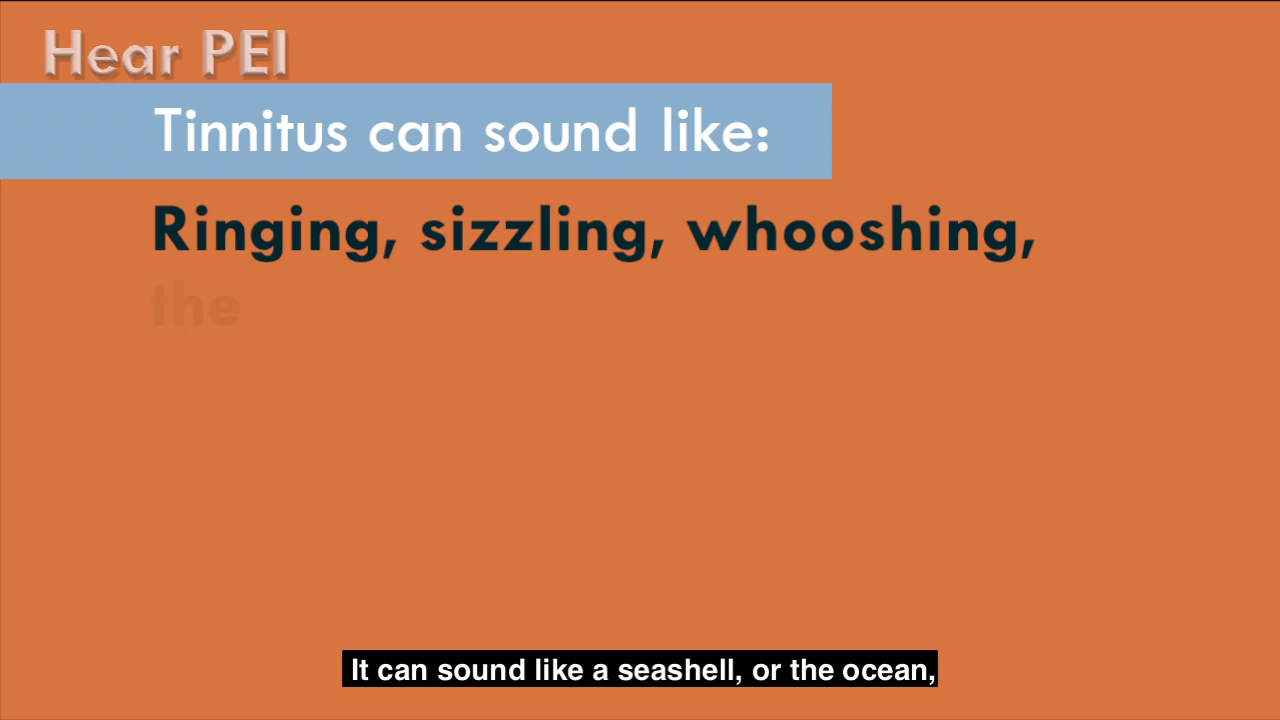 Hear PEI
Tinnitus can sound like:
Ringing, sizzling, whooshing,
the
It can sound like a seashell, or the ocean,